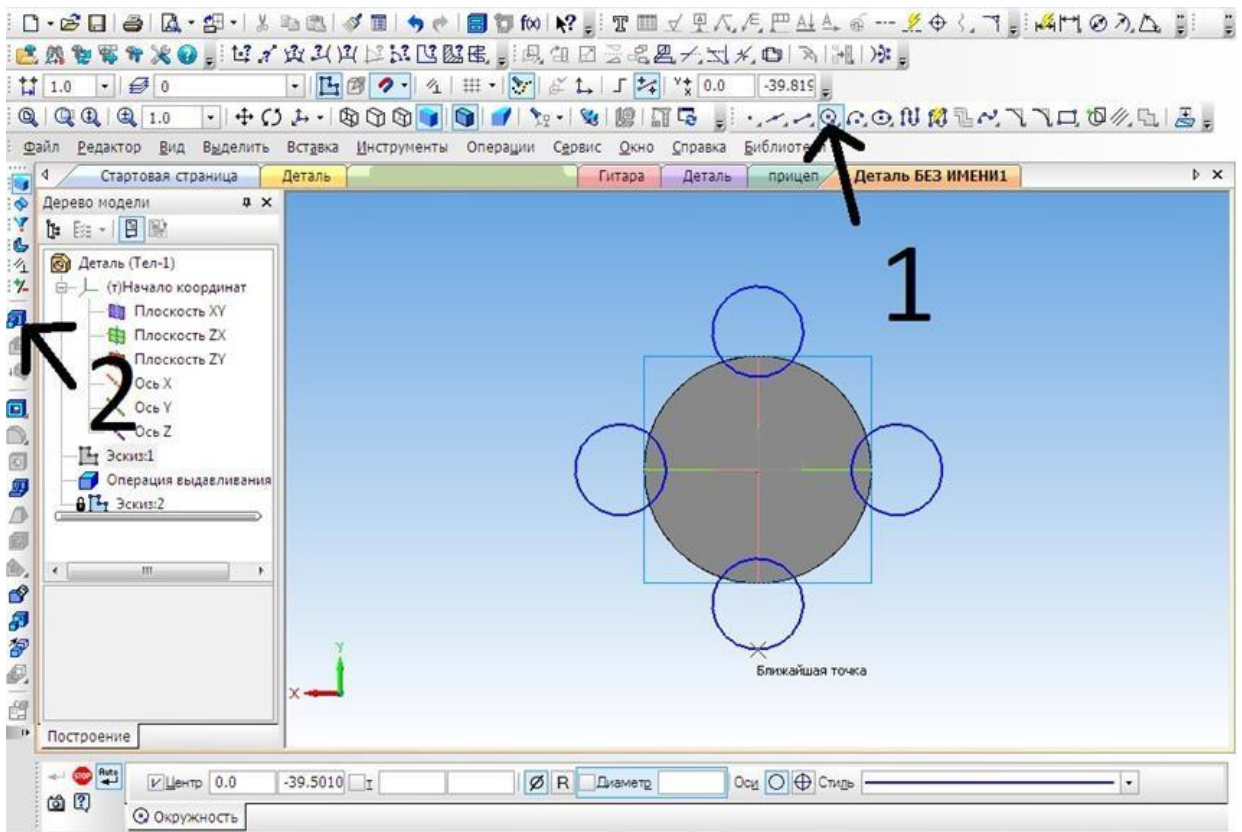 f(x)
T
1.0
0
0.0
-39.819
1.0
Файл Редактор Вид Выделить Вставка Инструменты Операции Сервис Окно Справка
Стартовая страница Деталь Гитара Деталь прицеп Деталь БЕЗ ИМЕНИ1
1
Дерево модели
Деталь (Тел-1)
(т)Начало координат
Плоскость XY
Плоскость ZX
Плоскость ZY
Ось X
Ось Y
Ось Z
2
Эскиз:1
Операция выдавливания
Эскиз:2
Ближайшая точка
Y
X
Построение
STOP Auto
Центр 0.0 -39.5010 т R Диаметр Оси Стиль
Окружность